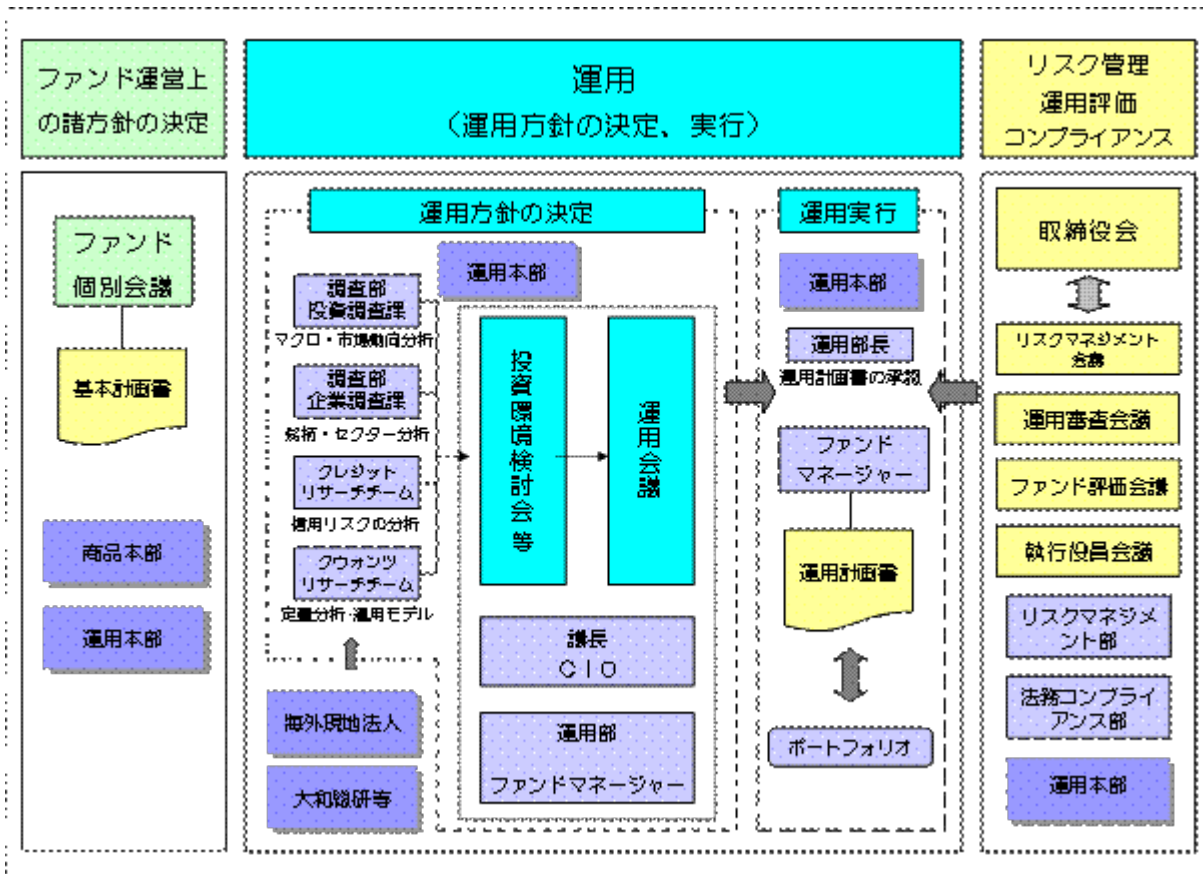 ファンド運営上
の諸方針の決定
運用
（運用方針の決定、実行）
リスク管理
運用評価
コンプライアンス
ファンド
個別会議
基本計画書
商品本部
運用本部
運用方針の決定
運用本部
調査部
投資調査課
マクロ・市場動向分析
調査部
企業調査課
銘柄・セクター分析
クレジット
リサーチチーム
信用リスクの分析
クウォンツ
リサーチチーム
定量分析・運用モデル
海外現地法人
大和総研等
投資環境検討会等
運用会議
議長
ＣＩＯ
運用部
ファンドマネージャー
運用実行
運用本部
運用部長
運用計画書の承認
ファンド
マネージャー
運用計画書
ポートフォリオ
取締役会
リスクマネジメント
会議
運用審査会議
ファンド評価会議
執行役員会議
リスクマネジメ
ント部
法務コンプライ
アンス部
運用本部